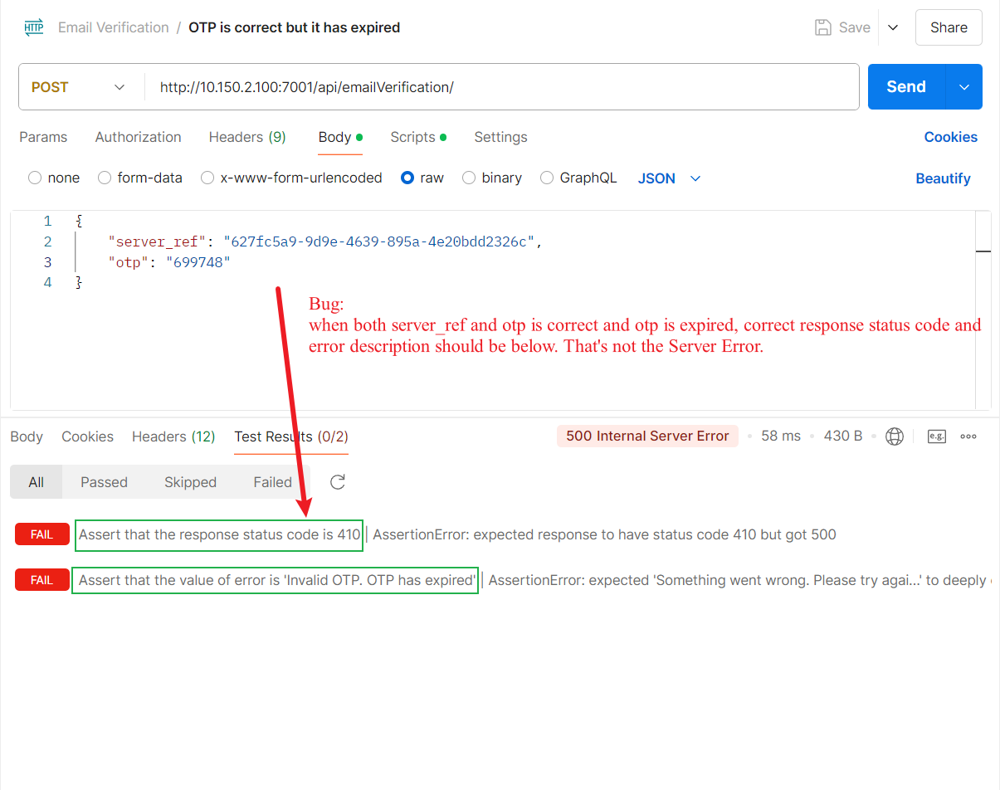 HTTP Email Verification / OTP is correct but it has expired Save Share
POST http://10.150.2.100:7001/api/emailVerification/ Send
Params Authorization Headers (9) Body Scripts Settings Cookies
none form-data x-www-form-urlencoded raw binary GraphQL JSON Beautify
1 {
2 "server_ref": "627fc5a9-9d9e-4639-895a-4e20bdd2326c",
3 "otp": "699748"
4 }
Bug:
when both server_ref and otp is correct and otp is expired, correct response status code and
error description should be below. That's not the Server Error.
Body Cookies Headers (12) Test Results (0/2) 500 Internal Server Error 58 ms 430 B e.g.
All Passed Skipped Failed
FAIL Assert that the response status code is 410 | AssertionError: expected response to have status code 410 but got 500
FAIL Assert that the value of error is 'Invalid OTP. OTP has expired' | AssertionError: expected 'Something went wrong. Please try agai...' to deeply